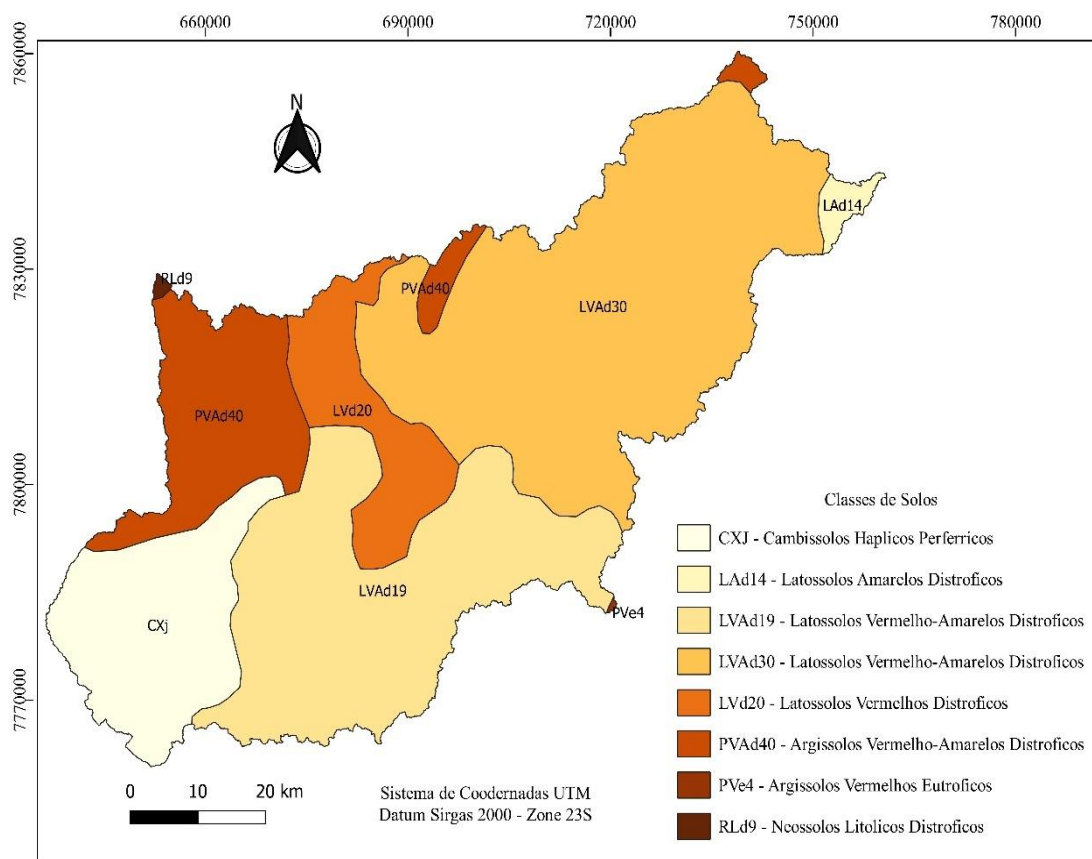 660000 690000 720000 750000 780000
7860000
N
LAd14
7830000
RLd9
PVAd40
LVAd30
PVAd40
LVd20
7800000
Classes de Solos
CXJ - Cambissolos Haplicos Perferricos
LAd14 - Latossolos Amarelos Distroficos
LVAd19
PVe4
CXj
LVAd19 - Latossolos Vermelho-Amarelos Distroficos
LVAd30 - Latossolos Vermelho-Amarelos Distroficos
7770000
LVd20 - Latossolos Vermelhos Distroficos
PVAd40 - Argissolos Vermelho-Amarelos Distroficos
PVe4 - Argissolos Vermelhos Eutroficos
RLd9 - Neossolos Litolicos Distroficos
0 10 20 km
Sistema de Coodernadas UTM
Datum Sirgas 2000 - Zone 23S